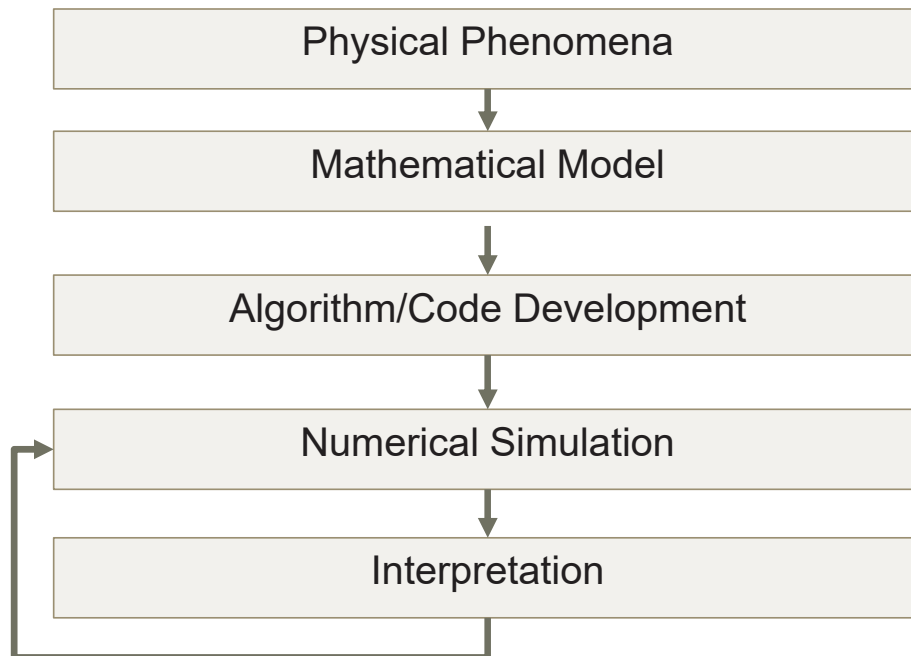 Physical Phenomena
Mathematical Model
Algorithm/Code Development
Numerical Simulation
Interpretation